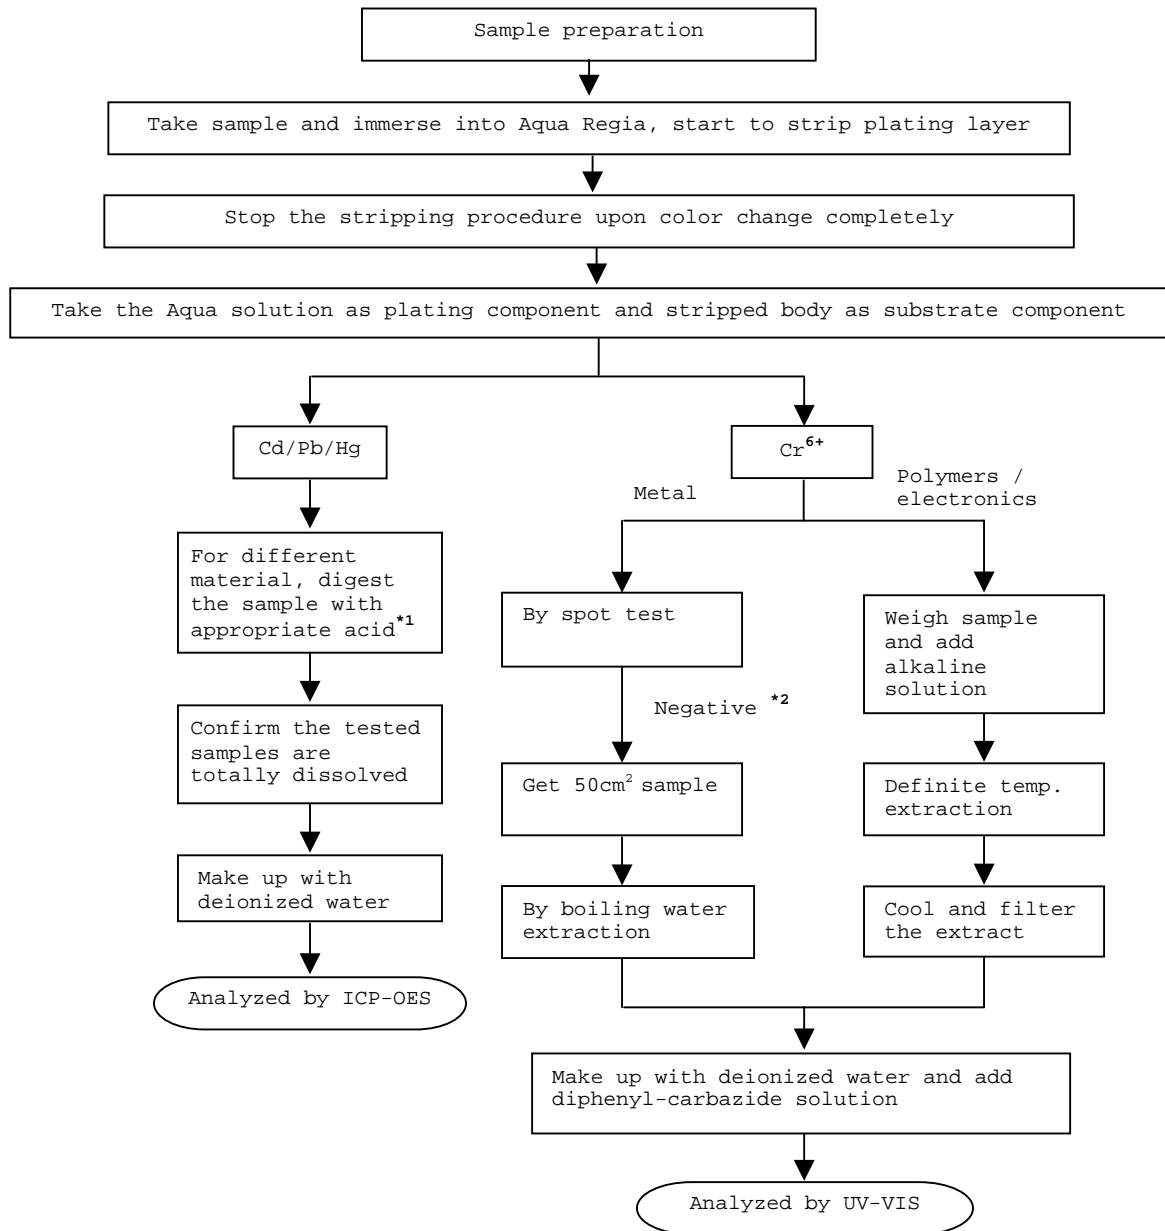 Sample preparation
Take sample and immerse into Aqua Regia, start to strip plating layer
Stop the stripping procedure upon color change completely
Take the Aqua solution as plating component and stripped body as substrate component
Cd/Pb/Hg
For different
material, digest
the sample with
appropriate acid*1
Confirm the tested
samples are
totally dissolved
Make up with
deionized water
Analyzed by ICP-OES
Cr6+
Metal
Polymers /
electronics
By spot test
Negative *2
Get 50cm2 sample
By boiling water
extraction
Weigh sample
and add
alkaline
solution
Definite temp.
extraction
Cool and filter
the extract
Make up with deionized water and add
diphenyl-carbazide solution
Analyzed by UV-VIS